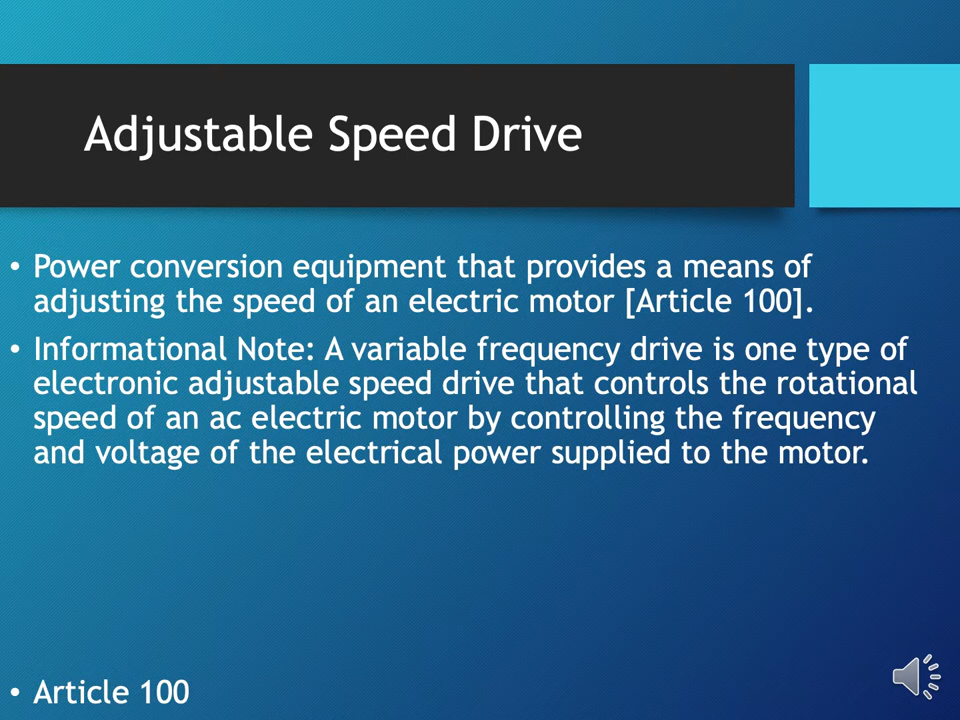 Adjustable Speed Drive
• Power conversion equipment that provides a means of
adjusting the speed of an electric motor [Article 100].
• Informational Note: A variable frequency drive is one type of
electronic adjustable speed drive that controls the rotational
speed of an ac electric motor by controlling the frequency
and voltage of the electrical power supplied to the motor.
• Article 100